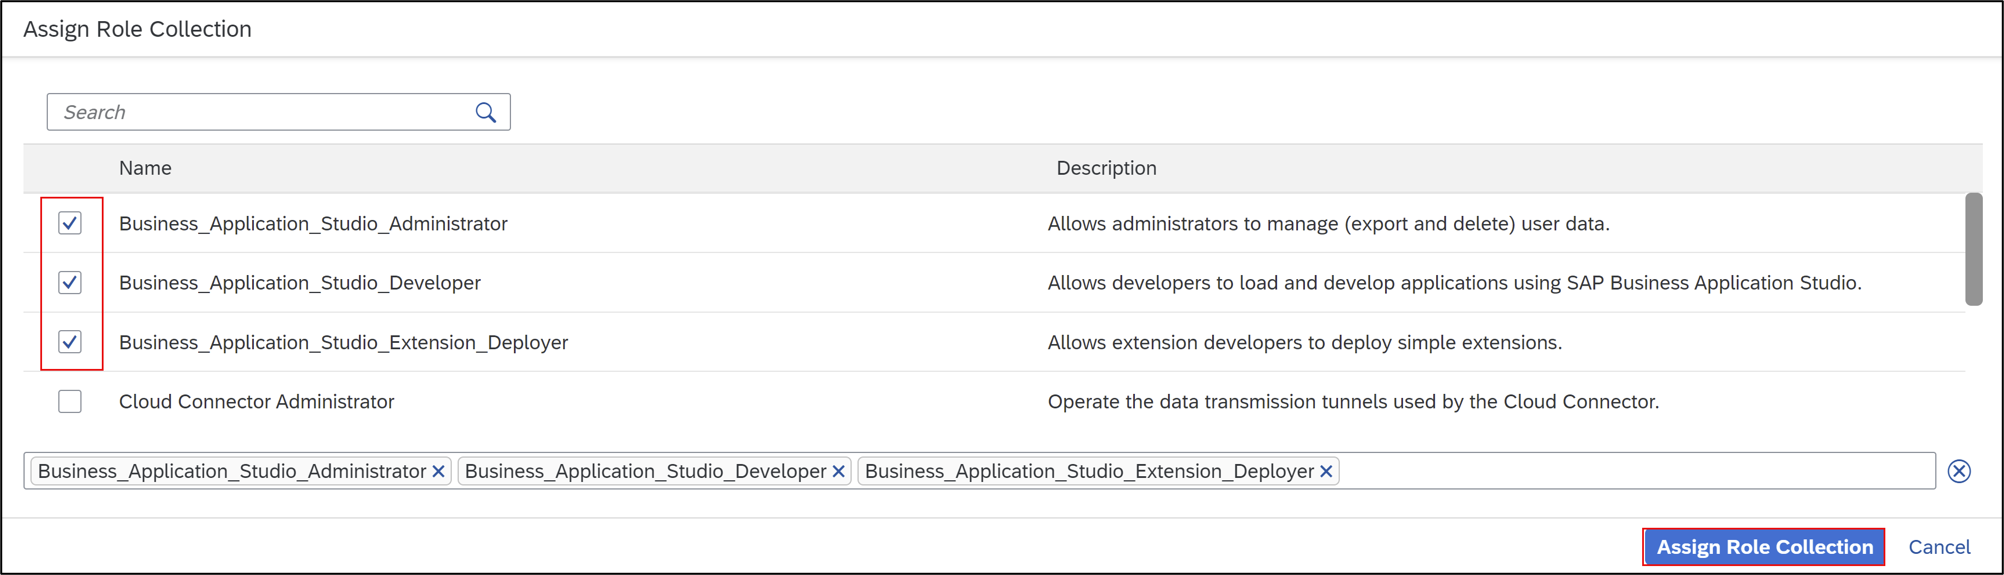 Assign Role Collection
Search
Name Description
Business_Application_Studio_Administrator Allows administrators to manage (export and delete) user data.
Business_Application_Studio_Developer Allows developers to load and develop applications using SAP Business Application Studio.
Business_Application_Studio_Extension_Deployer Allows extension developers to deploy simple extensions.
Cloud Connector Administrator Operate the data transmission tunnels used by the Cloud Connector.
Business_Application_Studio_Administrator Business_Application_Studio_Developer Business_Application_Studio_Extension_Deployer
Assign Role Collection Cancel